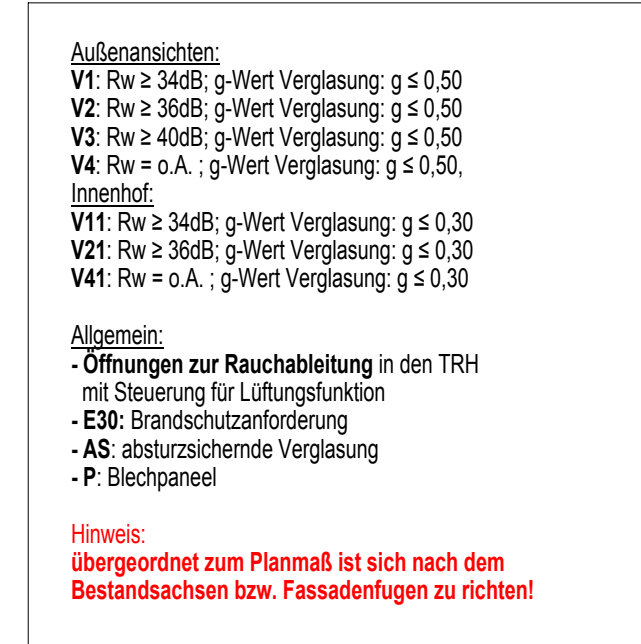 Außenansichten:
V1: Rw ≥ 34dB; g-Wert Verglasung: g ≤ 0,50
V2: Rw ≥ 36dB; g-Wert Verglasung: g ≤ 0,50
V3: Rw ≥ 40dB; g-Wert Verglasung: g ≤ 0,50
V4: Rw = o.A. ; g-Wert Verglasung: g ≤ 0,50,
Innenhof:
V11: Rw ≥ 34dB; g-Wert Verglasung: g ≤ 0,30
V21: Rw ≥ 36dB; g-Wert Verglasung: g ≤ 0,30
V41: Rw = o.A. ; g-Wert Verglasung: g ≤ 0,30
Allgemein:
- Öffnungen zur Rauchableitung in den TRH
mit Steuerung für Lüftungsfunktion
- E30: Brandschutzanforderung
- AS: absturzsichernde Verglasung
- P: Blechpaneel
Hinweis:
übergeordnet zum Planmaß ist sich nach dem
Bestandsachsen bzw. Fassadenfugen zu richten!